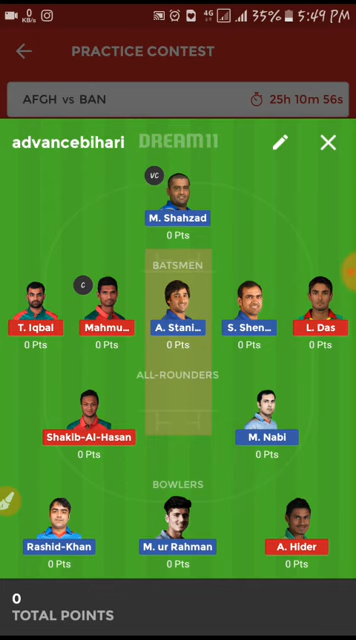 0
KB/s
4G
35%
5:49 PM
PRACTICE CONTEST
AFGH vs BAN
25h 10m 56s
advancebihari
DREAM11
VC
M. Shahzad
0 Pts
BATSMEN
C
T. Iqbal
Mahmu...
A. Stani...
S. Shen...
L. Das
0 Pts
0 Pts
0 Pts
0 Pts
0 Pts
ALL-ROUNDERS
Shakib-Al-Hasan
M. Nabi
0 Pts
0 Pts
BOWLERS
Rashid-Khan
M. ur Rahman
A. Hider
0 Pts
0 Pts
0 Pts
0
TOTAL POINTS